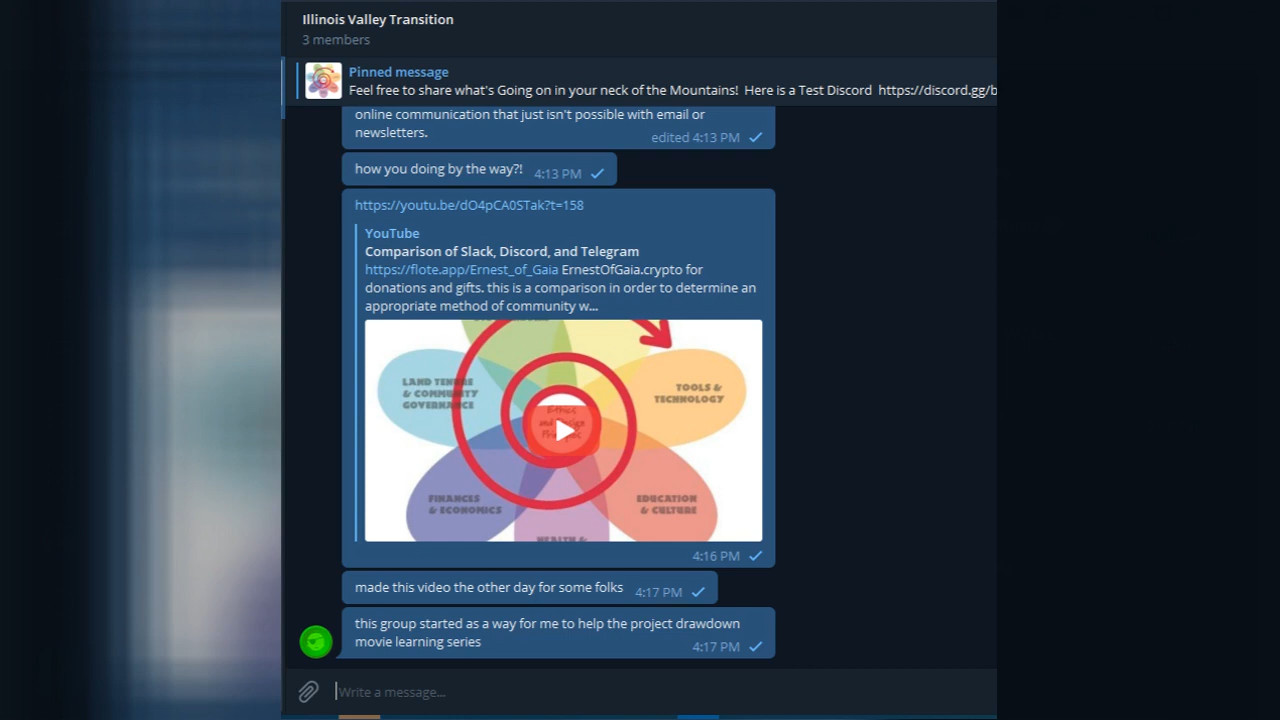 Illinois Valley Transition
3 members
Pinned message
Feel free to share what's Going on in your neck of the Mountains! Here is a Test Discord https://discord.gg/b
online communication that just isn't possible with email or
newsletters.
edited 4:13 PM
how you doing by the way?! 4:13 PM
https://youtu.be/dO4pCA0STak?t=158
YouTube
Comparison of Slack, Discord, and Telegram
https://flote.app/Ernest_of_Gaia ErnestOfGaia.crypto for
donations and gifts. this is a comparison in order to determine an
appropriate method of community w...
LAND TENURE
& COMMUNITY
GOVERNANCE
TOOLS &
TECHNOLOGY
Ethics
and Design
Principles
FINANCES
& ECONOMICS
EDUCATION
& CULTURE
HEALTH &
4:16 PM
made this video the other day for some folks 4:17 PM
this group started as a way for me to help the project drawdown
movie learning series
4:17 PM
Write a message...